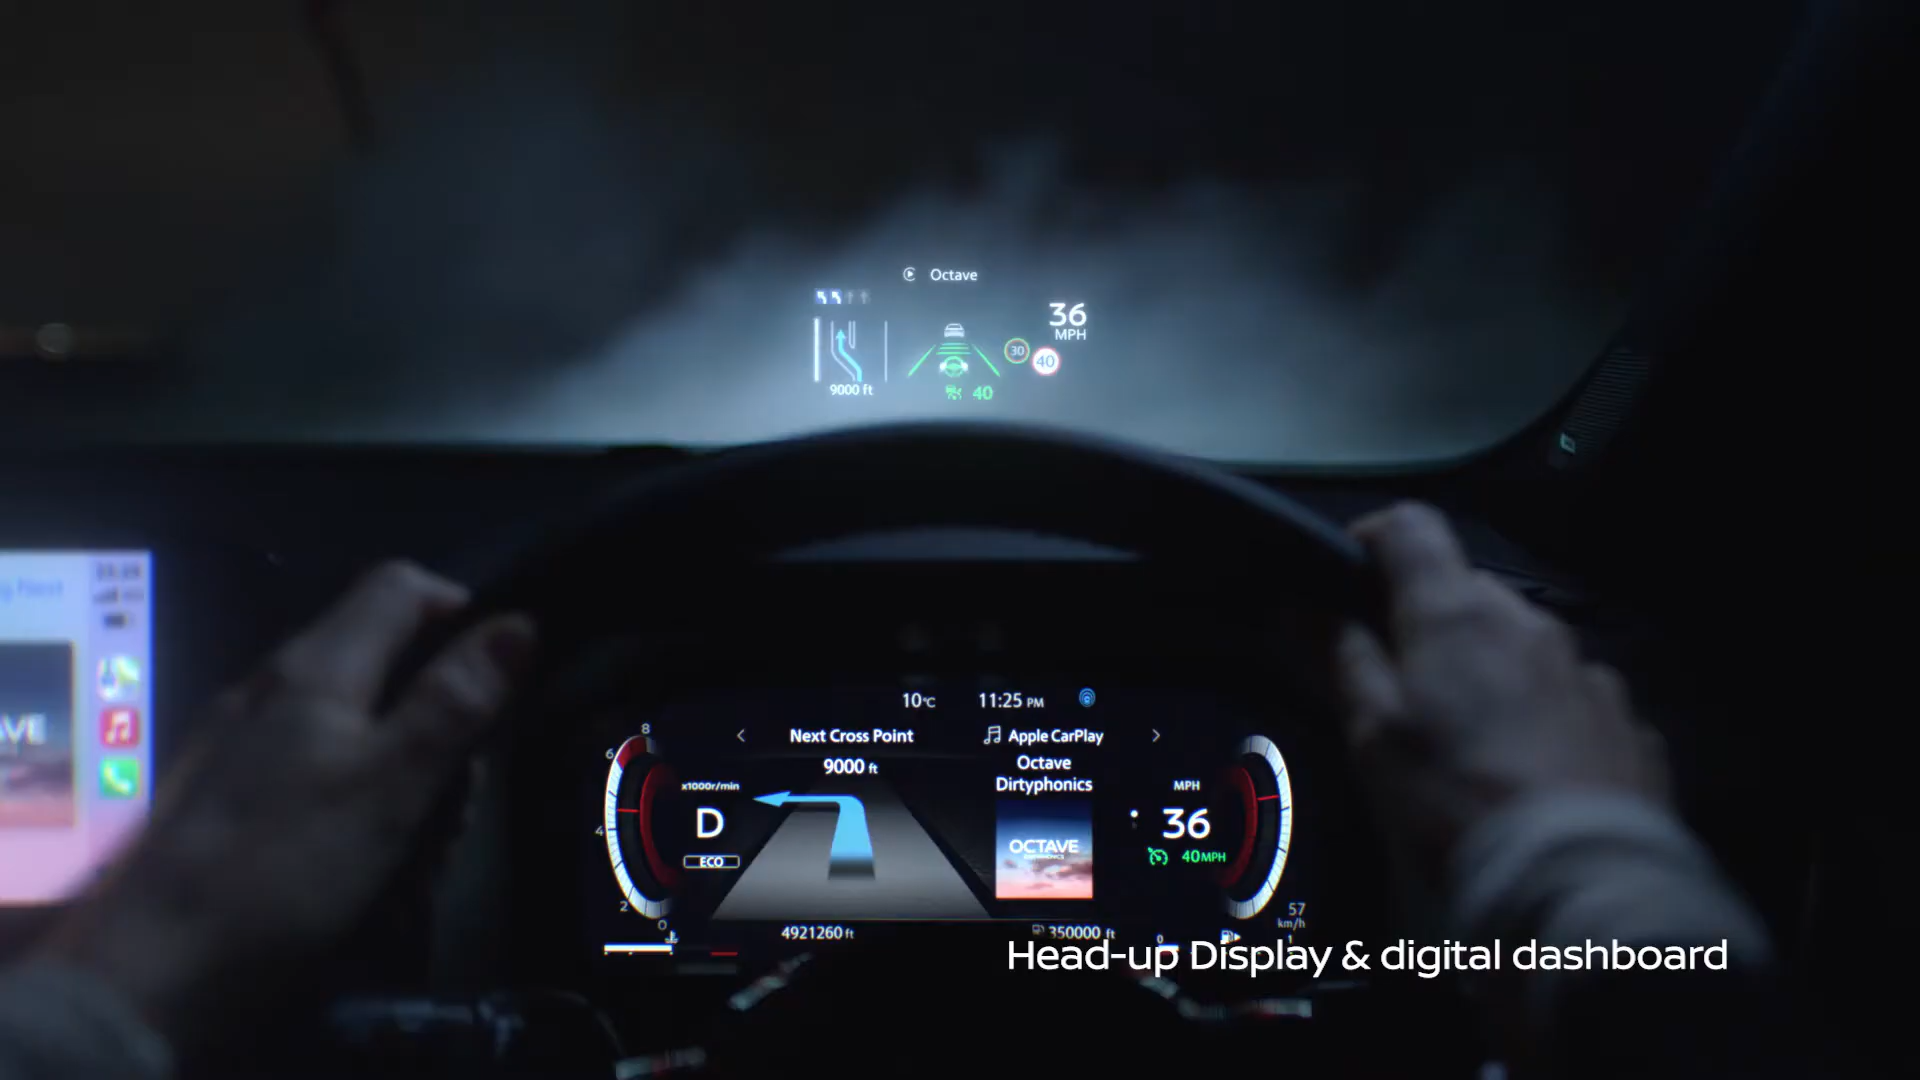 Octave
36
MPH
30
40
9000 ft
40
10°C
11:25 PM
Next Cross Point
Apple CarPlay
9000 ft
Octave
Dirtyphonics
8
6
4
2
0
x1000r/min
D
ECO
OCTAVE
MPH
36
40MPH
57
km/h
4921260 ft
350000 ft
0
1
Head-up Display & digital dashboard